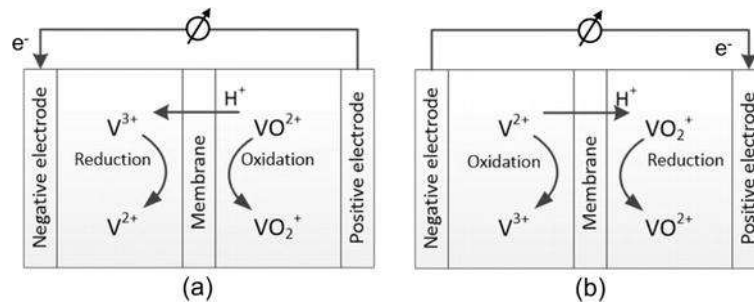 e⁻
H⁺
V³⁺
VO²⁺
Reduction
Oxidation
V²⁺
VO₂⁺
Negative electrode
Membrane
Positive electrode
(a)
e⁻
H⁺
V²⁺
VO₂⁺
Oxidation
Reduction
V³⁺
VO²⁺
Negative electrode
Membrane
Positive electrode
(b)